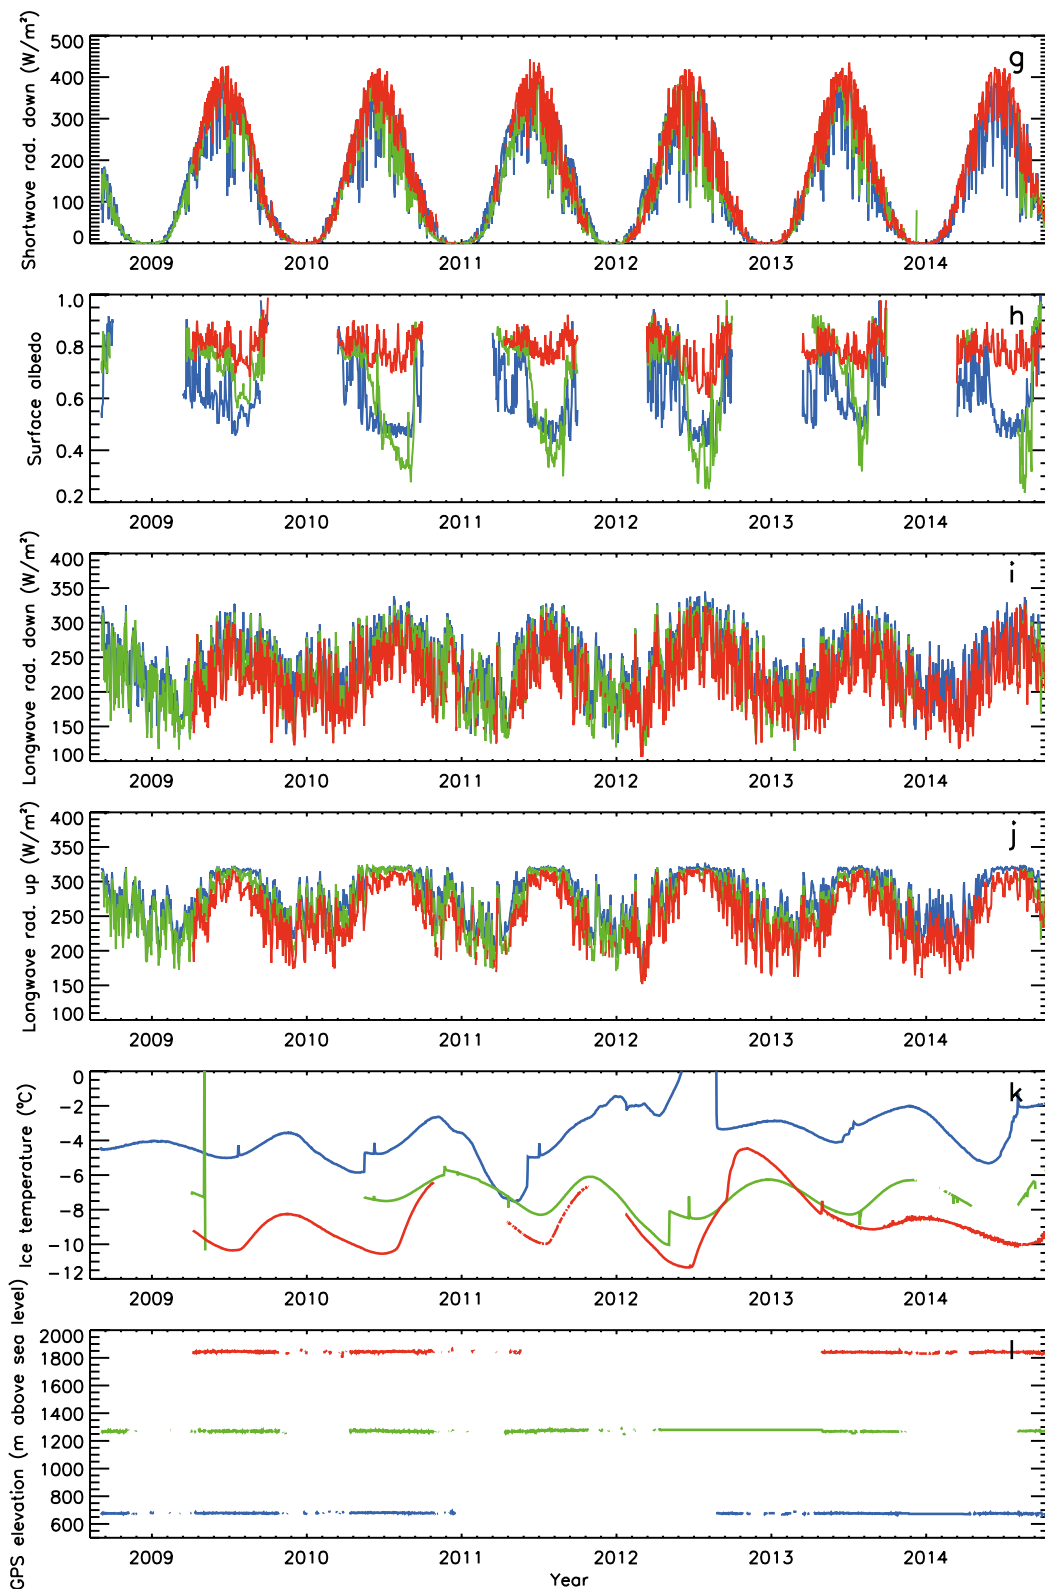 g
Shortwave rad. down (W/m²)
500
400
300
200
100
0
2009 2010 2011 2012 2013 2014
h
Surface albedo
1.0
0.8
0.6
0.4
0.2
2009 2010 2011 2012 2013 2014
i
Longwave rad. down (W/m²)
400
350
300
250
200
150
100
2009 2010 2011 2012 2013 2014
j
Longwave rad. up (W/m²)
400
350
300
250
200
150
100
2009 2010 2011 2012 2013 2014
k
Ice temperature (°C)
0
−2
−4
−6
−8
−10
−12
2009 2010 2011 2012 2013 2014
l
GPS elevation (m above sea level)
2000
1800
1600
1400
1200
1000
800
600
2009 2010 2011 2012 2013 2014
Year